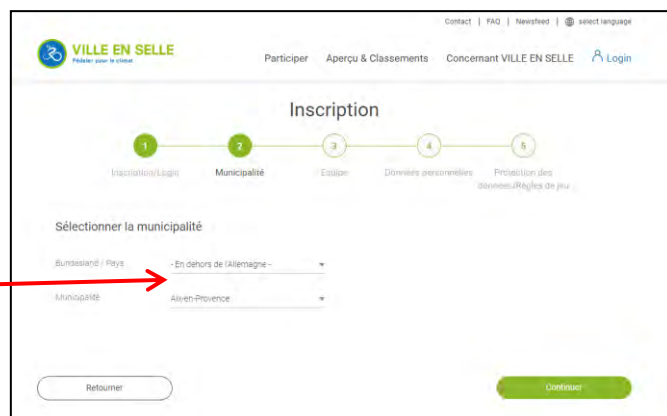 Contact | FAQ | Newsfeed | select language
VILLE EN SELLE
Pédaler pour le climat
Participer Aperçu & Classements Concernant VILLE EN SELLE Login
Inscription
1 2 3 4 5
Inscription/Login Municipalité Equipe Données personnelles Protection des données/Règles de jeu
Sélectionner la municipalité
Bundesland / Pays - En dehors de l'Allemagne -
Municipalité Aix-en-Provence
Retourner Continuer